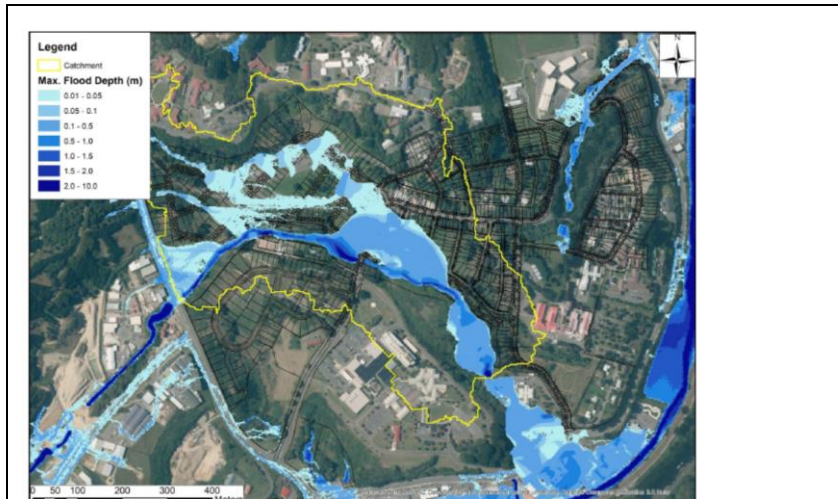 Legend
Catchment
Max. Flood Depth (m)
0.01 - 0.05
0.05 - 0.1
0.1 - 0.5
0.5 - 1.0
1.0 - 1.5
1.5 - 2.0
2.0 - 10.0
N
0 50 100 200 300 400